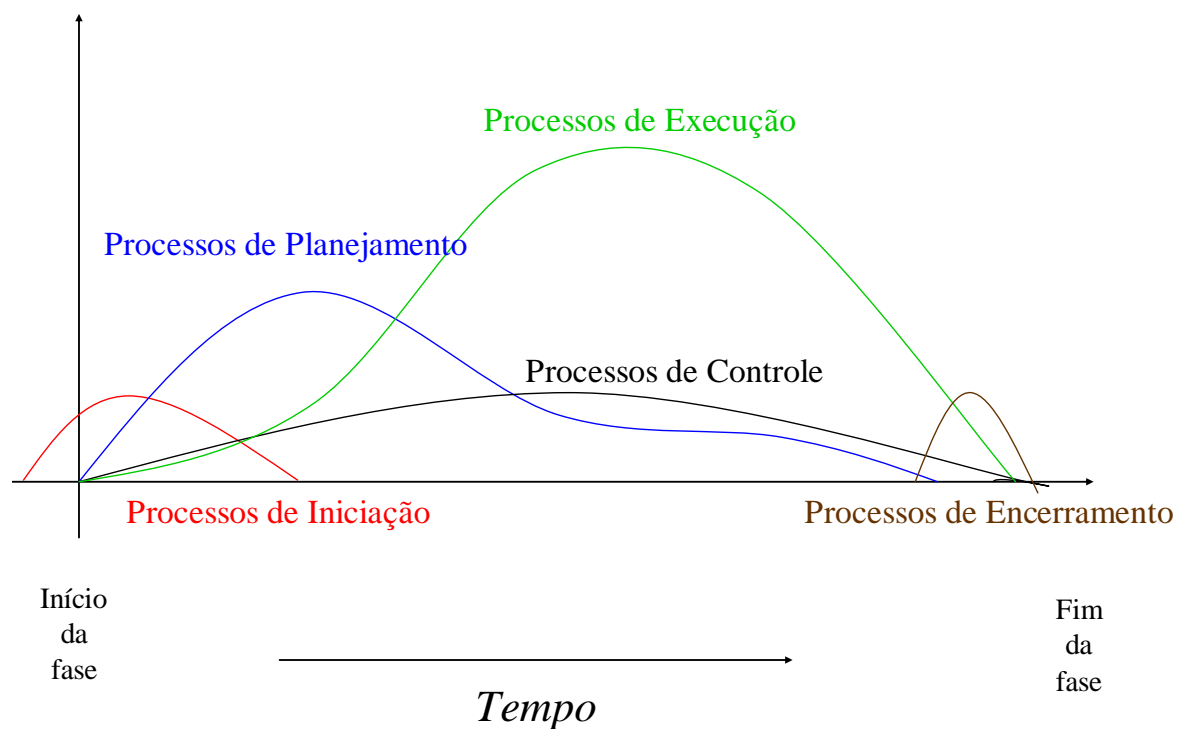 Processos de Execução
Processos de Planejamento
Processos de Controle
Processos de Iniciação
Processos de Encerramento
Início
da
fase
Fim
da
fase
Tempo